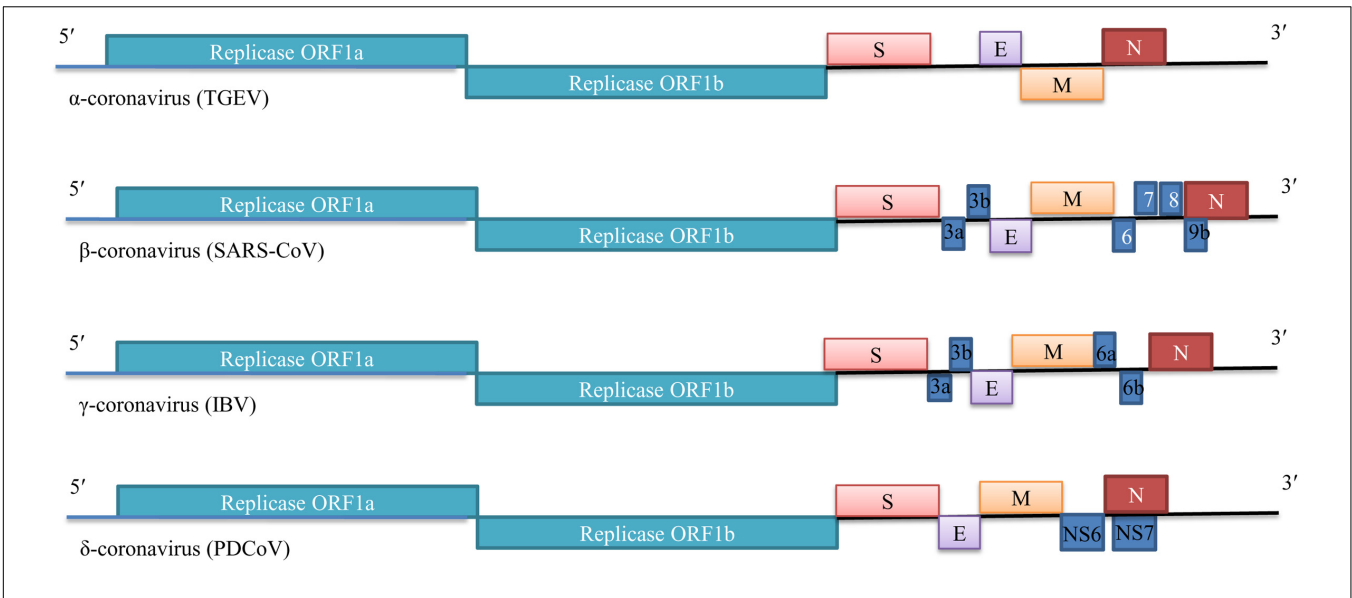 5′ 3′
Replicase ORF1a S E N
Replicase ORF1b M
α-coronavirus (TGEV)
5′ 3′
Replicase ORF1a S 3b M 7 8 N
Replicase ORF1b 3a E 6 9b
β-coronavirus (SARS-CoV)
5′ 3′
Replicase ORF1a S 3b M 6a N
Replicase ORF1b 3a E 6b
γ-coronavirus (IBV)
5′ 3′
Replicase ORF1a S M N
Replicase ORF1b E NS6 NS7
δ-coronavirus (PDCoV)